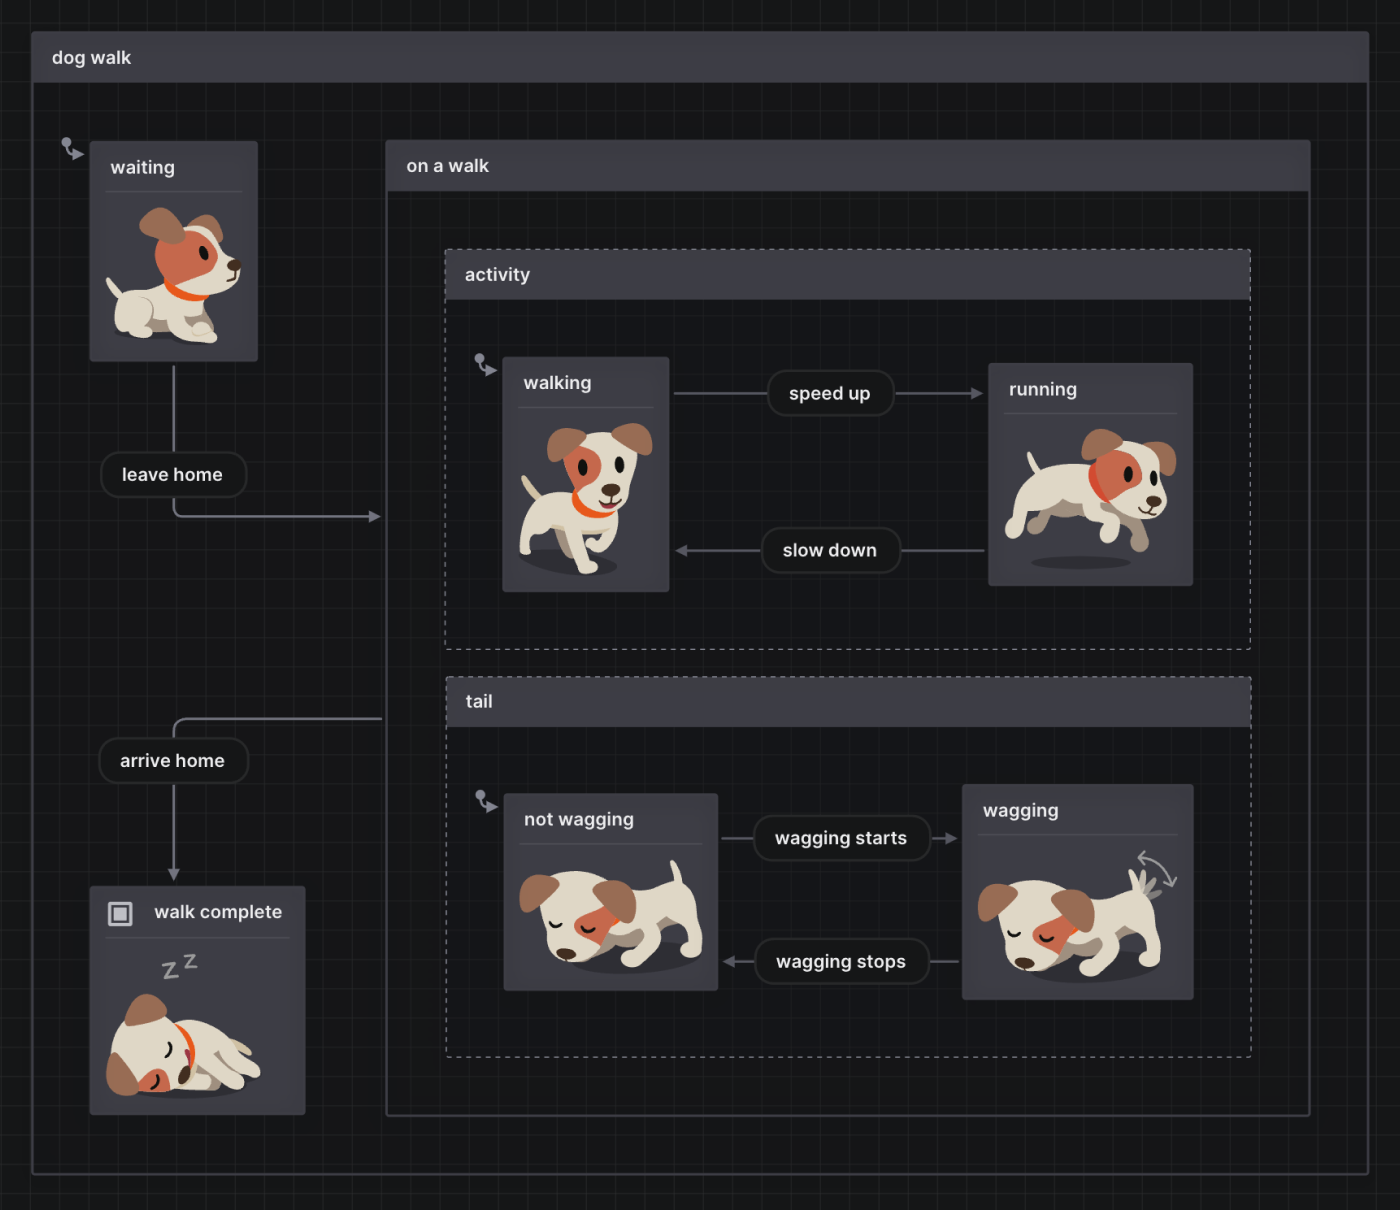 dog walk
waiting
on a walk
activity
walking
speed up
running
leave home
slow down
tail
arrive home
not wagging
wagging starts
wagging
wagging stops
walk complete
z z